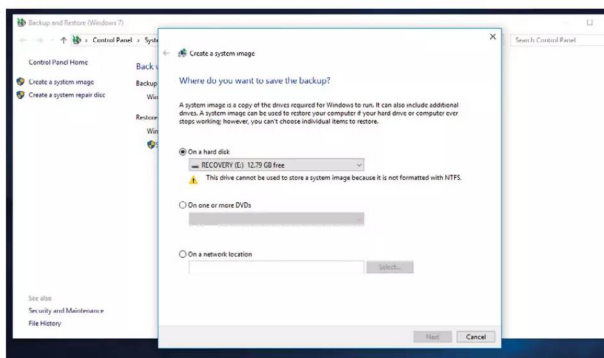 Backup and Restore (Windows 7)
Control Panel › Syste
Search Control Panel
Control Panel Home
Create a system image
Create a system repair disc
Back u
Backup
Win
Restore
Win
See also
Security and Maintenance
File History
Create a system image
Where do you want to save the backup?
A system image is a copy of the drives required for Windows to run. It can also include additional
drives. A system image can be used to restore your computer if your hard drive or computer ever
stops working; however, you can't choose individual items to restore.
On a hard disk
RECOVERY (E:) 12.79 GB free
This drive cannot be used to store a system image because it is not formatted with NTFS.
On one or more DVDs
On a network location
Select...
Next
Cancel